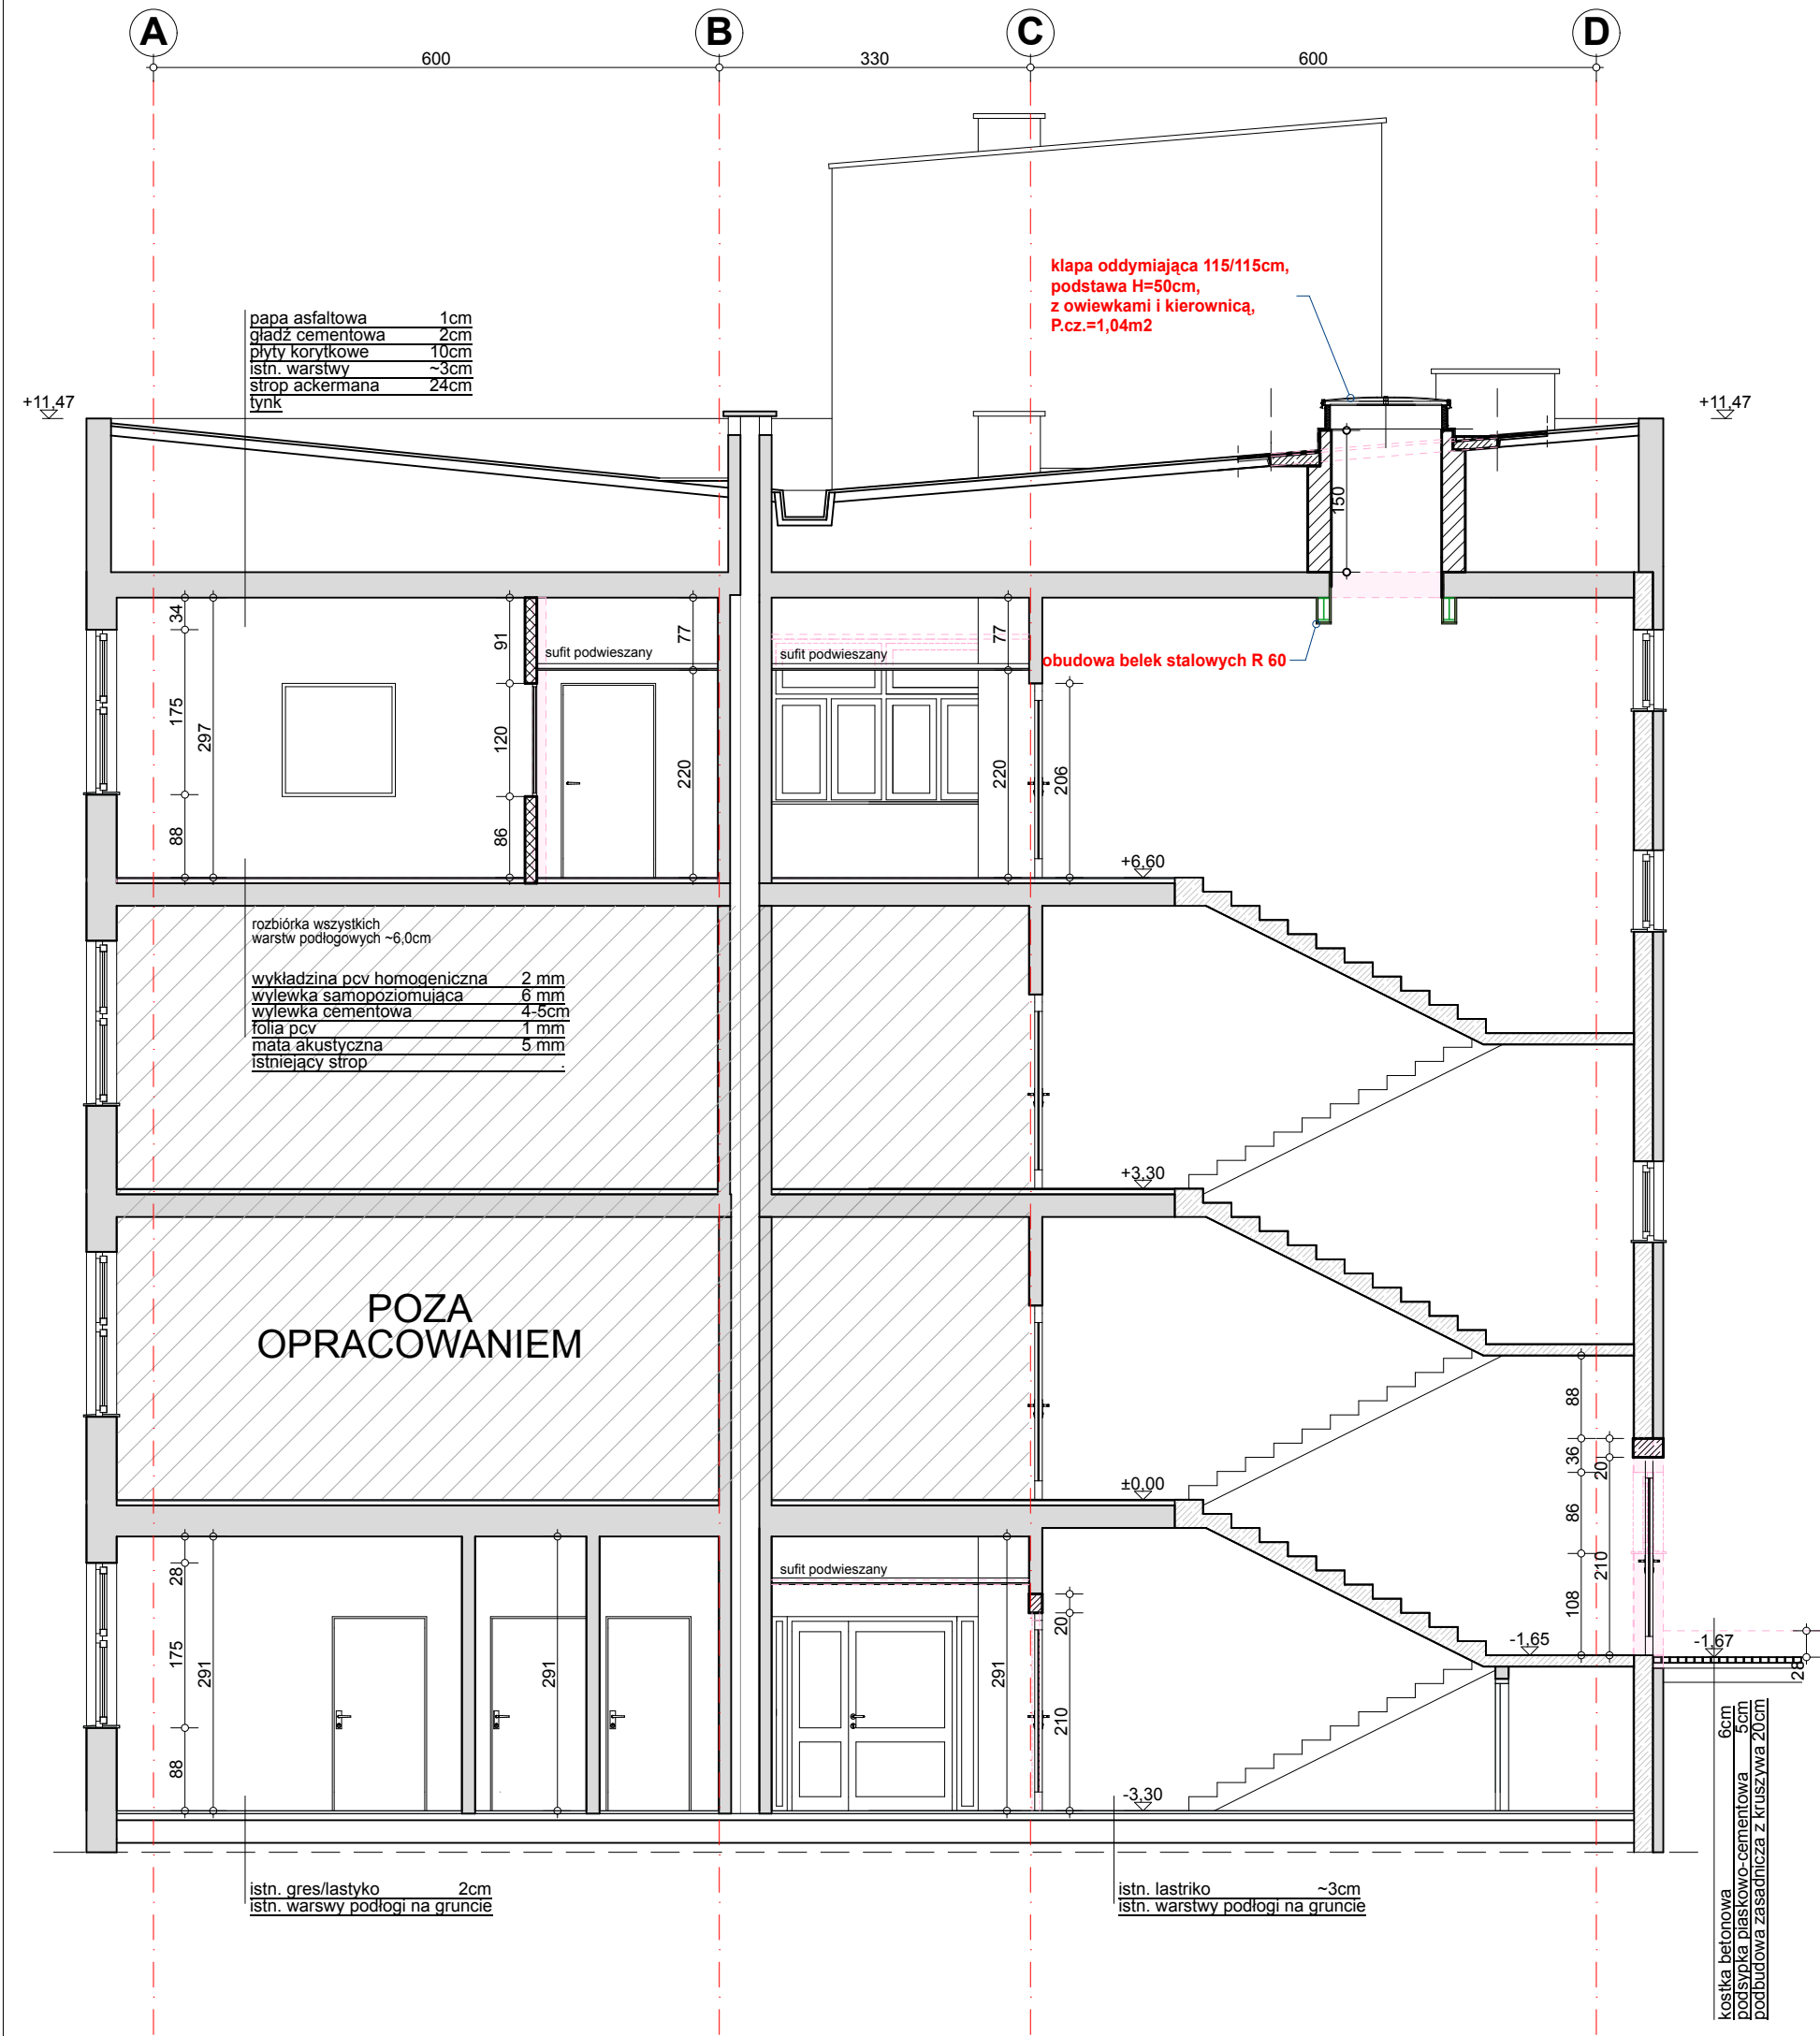 A B C D
600 330 600
klapa oddymiająca 115/115cm,
podstawa H=50cm,
z owiewkami i kierownicą,
P.cz.=1,04m2
papa asfaltowa 1cm
gładź cementowa 2cm
płyty korytkowe 10cm
istn. warstwy ~3cm
strop ackermana 24cm
tynk
+11,47
+11,47
150
34
175
88
297
91
120
86
77
220
sufit podwieszany
sufit podwieszany
77
220
206
obudowa belek stalowych R 60
+6,60
rozbiórka wszystkich
warstw podłogowych ~6,0cm
wykładzina pcv homogeniczna 2 mm
wylewka samopoziomująca 6 mm
wylewka cementowa 4-5cm
folia pcv 1 mm
mata akustyczna 5 mm
istniejący strop .
+3,30
POZA
OPRACOWANIEM
88
36
20
86
210
108
±0,00
sufit podwieszany
28
175
88
291
291
291
20
210
-1,65
-1,67
28
-3,30
istn. gres/lastyko 2cm
istn. warswy podłogi na gruncie
istn. lastriko ~3cm
istn. warstwy podłogi na gruncie
kostka betonowa 6cm
podsypka piaskowo-cementowa 5cm
podbudowa zasadnicza z kruszywa 20cm